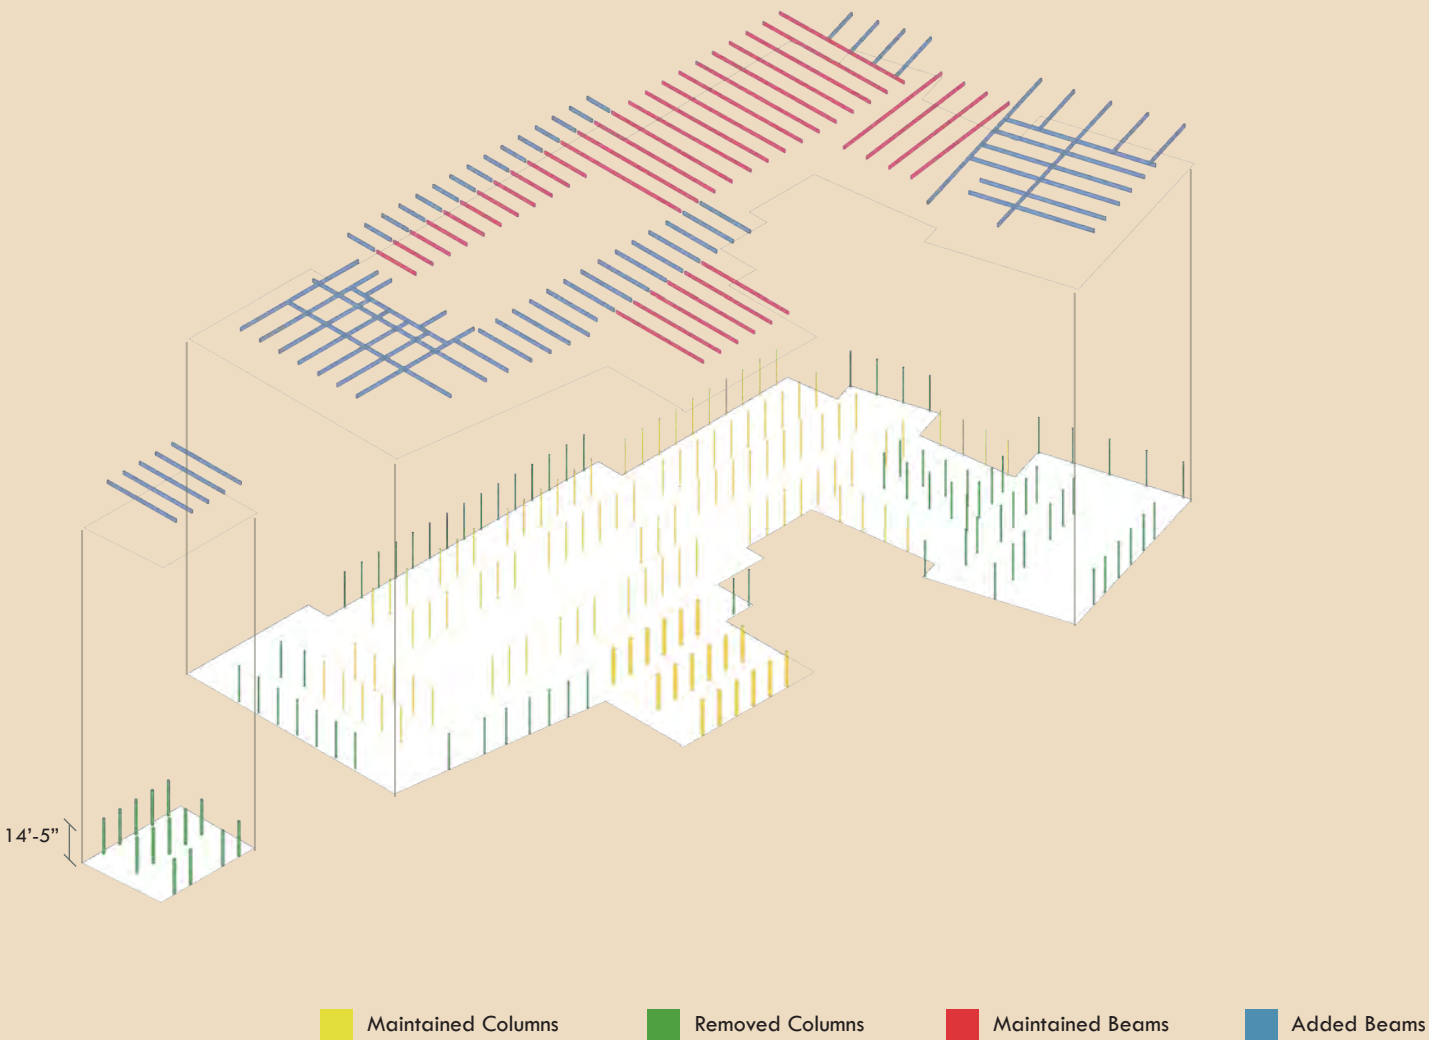 14’-5”
Maintained Columns
Removed Columns
Maintained Beams
Added Beams